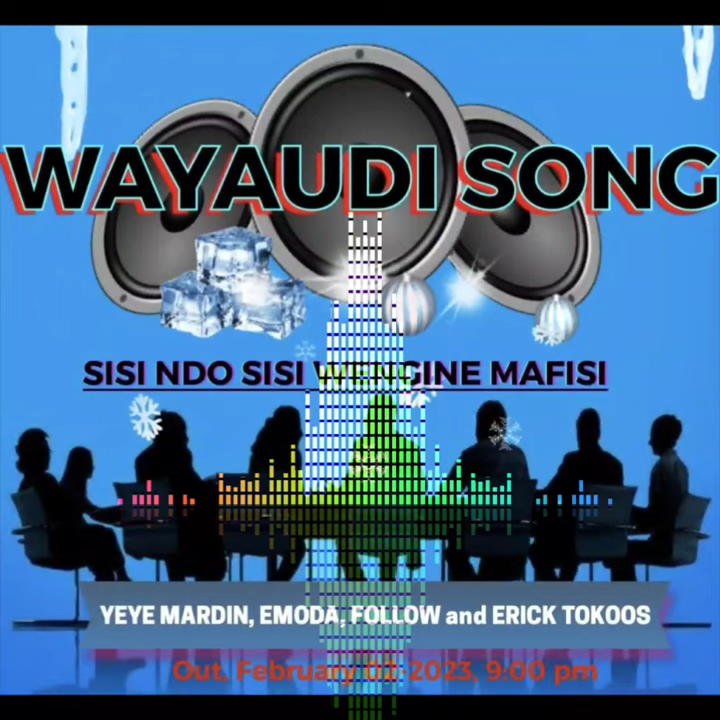 WAYAUDI SONG
SISI NDO SISI WENGINE MAFISI
YEYE MARDIN, EMODA, FOLLOW and ERICK TOKOOS
Out, February 02-2023, 9:00 pm